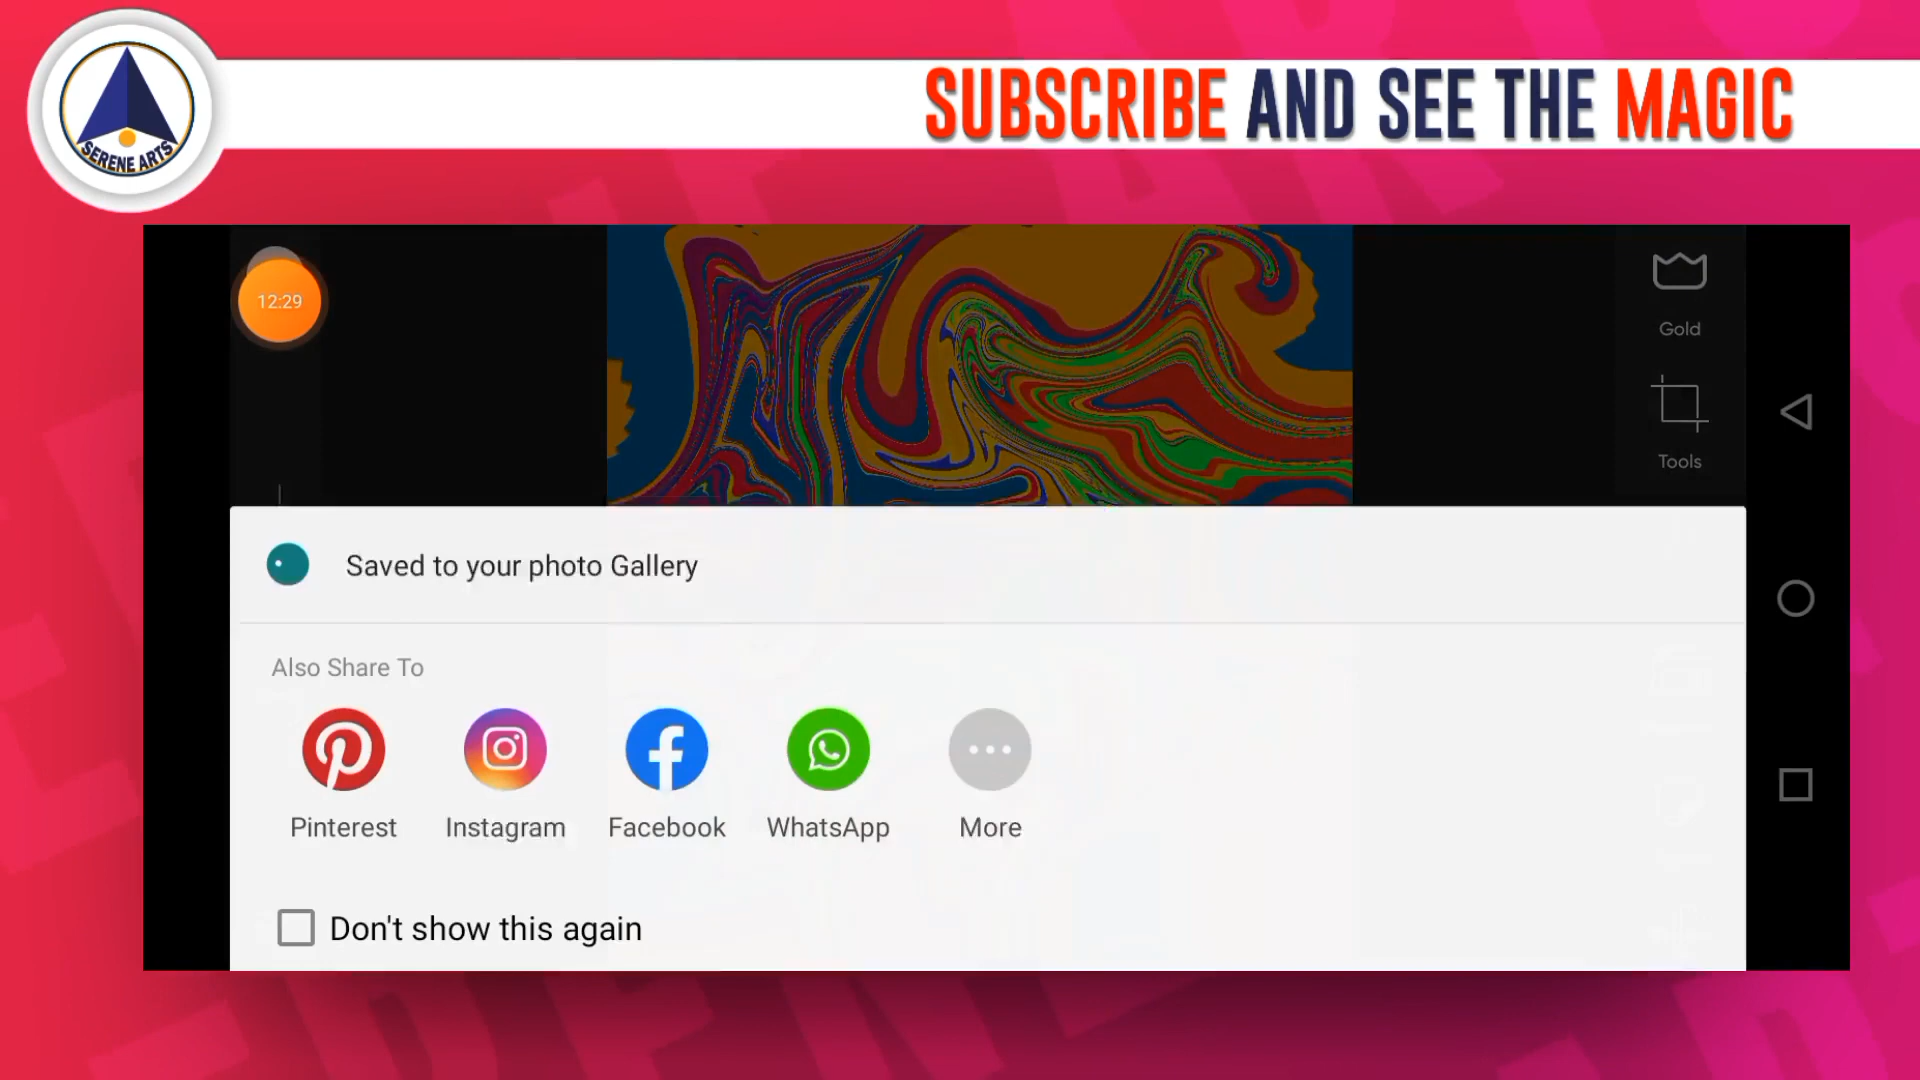 SUBSCRIBE AND SEE THE MAGIC
SERENE ARTS
12:29
Gold
Tools
Saved to your photo Gallery
Also Share To
Pinterest
Instagram
Facebook
WhatsApp
More
Don't show this again